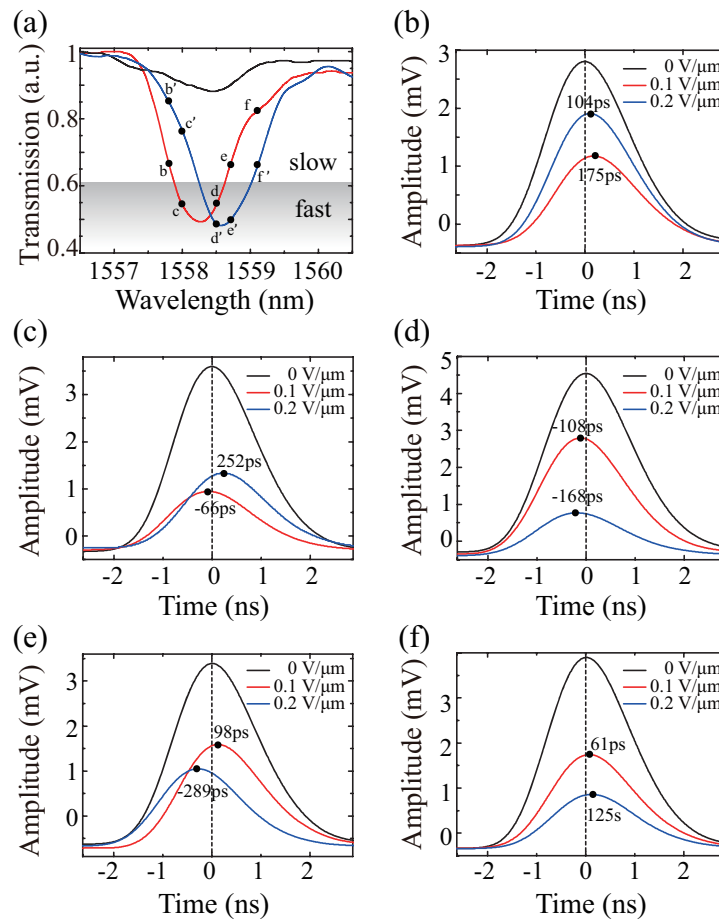 (a)
Transmission (a.u.)
1
0.8
0.6
0.4
b'
c'
b
c
d
d'
e
e'
f
f'
slow
fast
1557 1558 1559 1560
Wavelength (nm)
(b)
Amplitude (mV)
3
2
1
0
0 V/μm
0.1 V/μm
0.2 V/μm
104ps
175ps
-2 -1 0 1 2
Time (ns)
(c)
Amplitude (mV)
3
2
1
0
0 V/μm
0.1 V/μm
0.2 V/μm
252ps
-66ps
-2 -1 0 1 2
Time (ns)
(d)
Amplitude (mV)
5
4
3
2
1
0
0 V/μm
0.1 V/μm
0.2 V/μm
-108ps
-168ps
-2 -1 0 1 2
Time (ns)
(e)
Amplitude (mV)
3
2
1
0
0 V/μm
0.1 V/μm
0.2 V/μm
98ps
-289ps
-2 -1 0 1 2
Time (ns)
(f)
Amplitude (mV)
3
2
1
0
0 V/μm
0.1 V/μm
0.2 V/μm
61ps
125s
-2 -1 0 1 2
Time (ns)